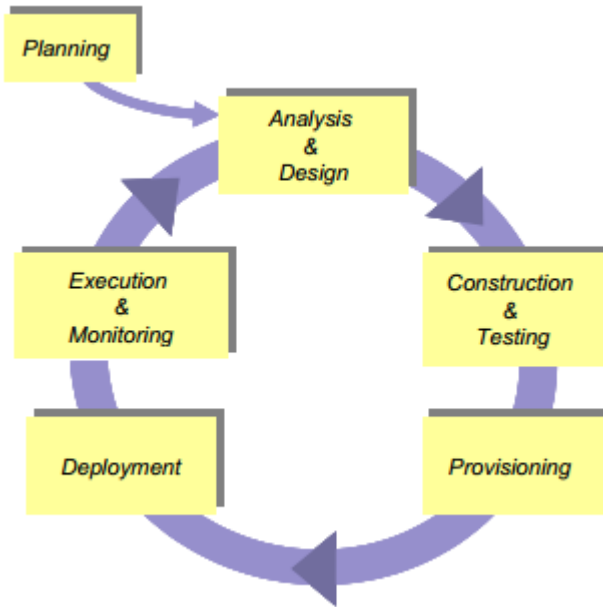 Planning
Analysis
&
Design
Execution
&
Monitoring
Construction
&
Testing
Deployment
Provisioning